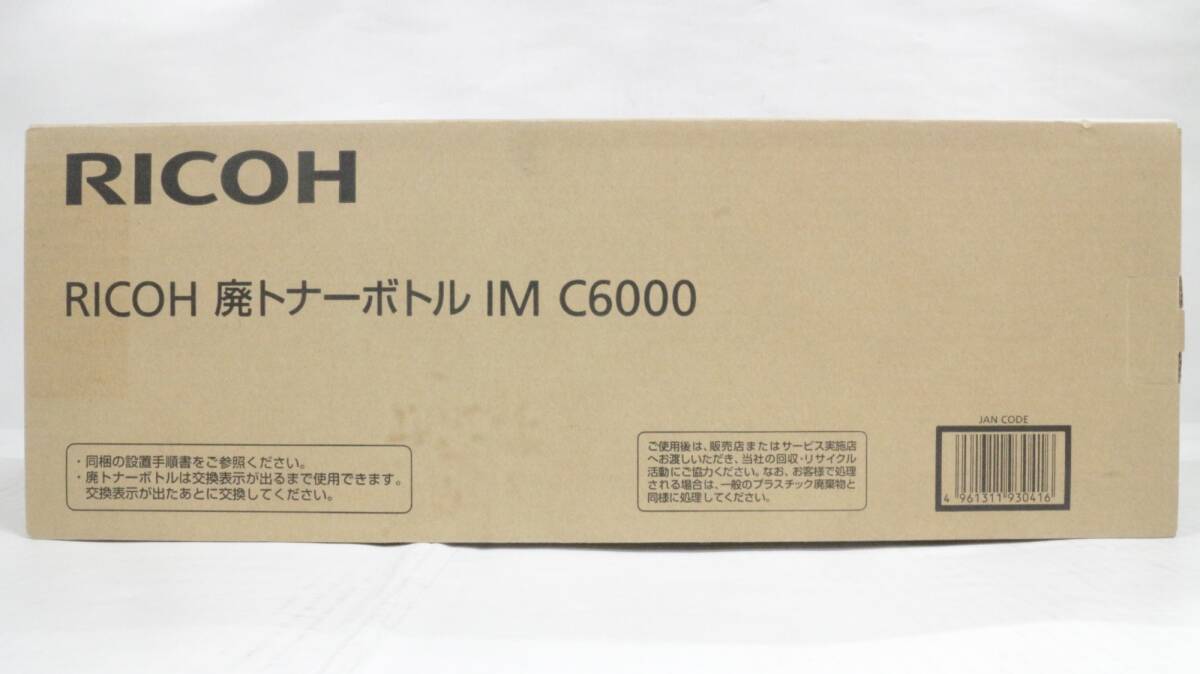 RICOH
RICOH 廃トナーボトル IM C6000
・同梱の設置手順書をご参照ください。
・廃トナーボトルは交換表示が出るまで使用できます。
交換表示が出たあとに交換してください。
ご使用後は、販売店またはサービス実施店
へお渡しいただき、当社の回収・リサイクル
活動にご協力ください。なお、お客様で処理
される場合は、一般のプラスチック廃棄物と
同様に処理してください。
JAN CODE
4 961311 930416